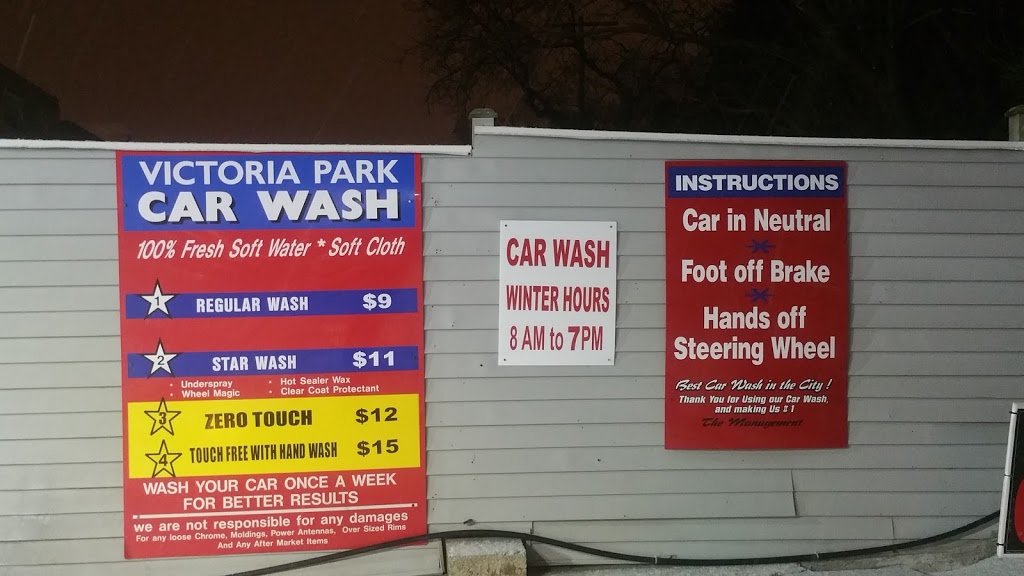 VICTORIA PARK
CAR WASH
100% Fresh Soft Water * Soft Cloth
1 REGULAR WASH $9
2 STAR WASH $11
• Underspray • Hot Sealer Wax
• Wheel Magic • Clear Coat Protectant
3 ZERO TOUCH $12
4 TOUCH FREE WITH HAND WASH $15
WASH YOUR CAR ONCE A WEEK
FOR BETTER RESULTS
we are not responsible for any damages
For any loose Chrome, Moldings, Power Antennas, Over Sized Rims
And Any After Market Items
CAR WASH
WINTER HOURS
8 AM to 7PM
INSTRUCTIONS
Car in Neutral
Foot off Brake
Hands off
Steering Wheel
Best Car Wash in the City !
Thank You for Using our Car Wash,
and making Us # 1
The Management